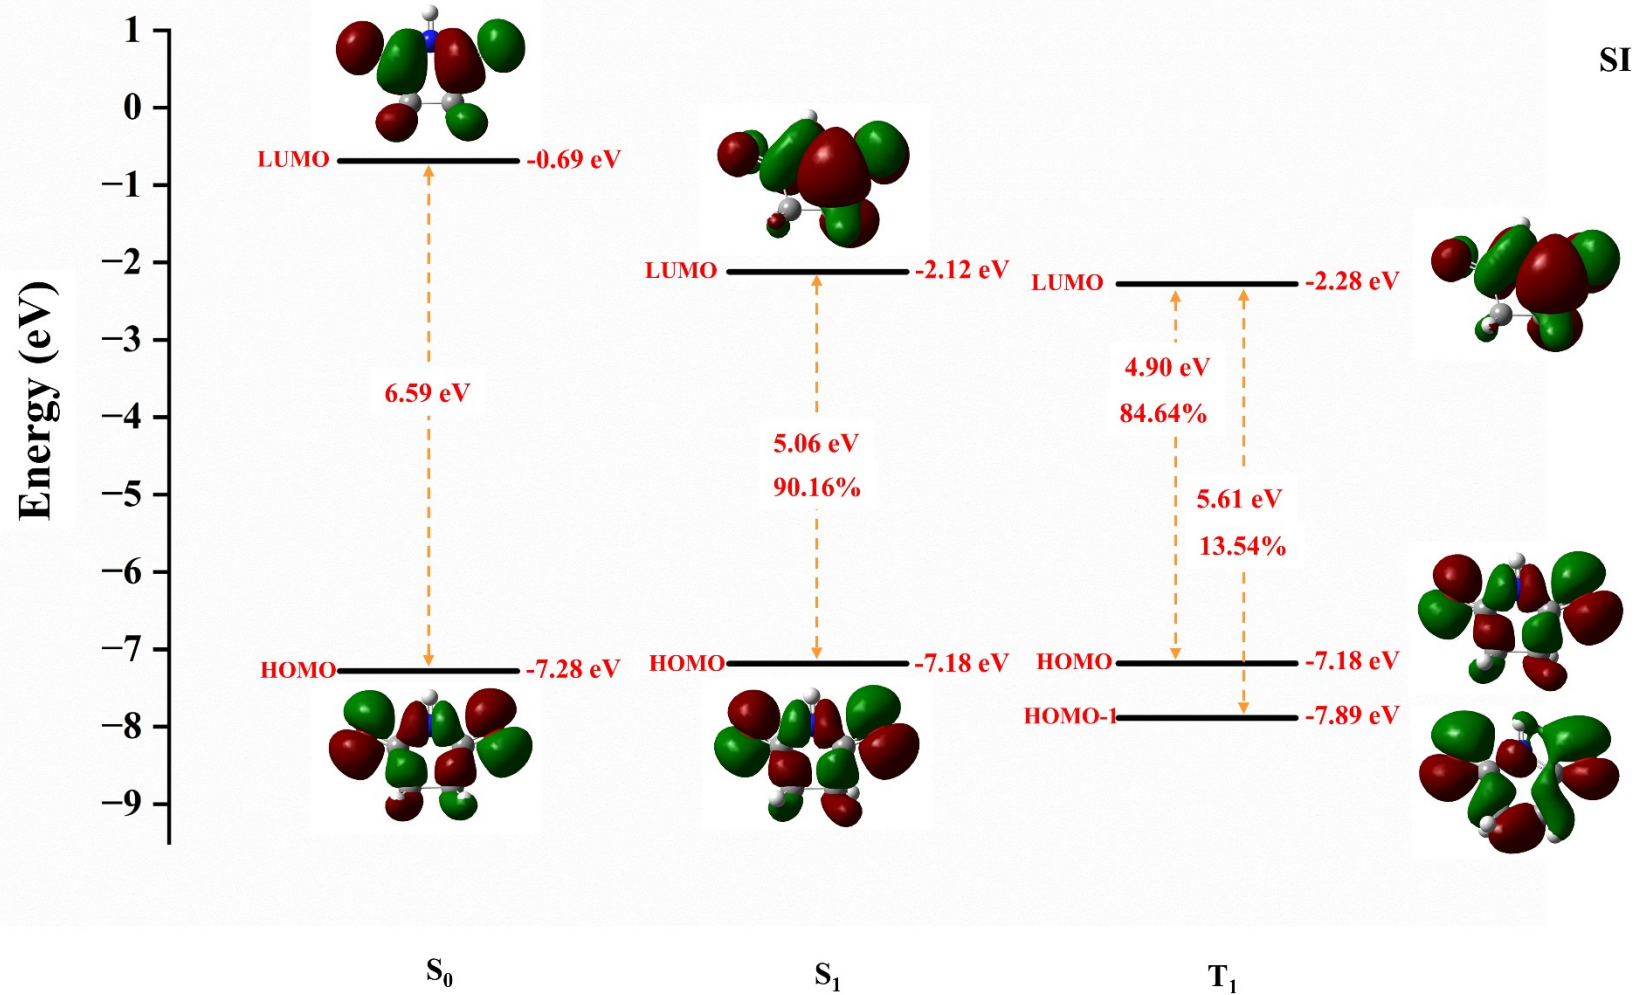 SI
Energy (eV)
1
0
−1
−2
−3
−4
−5
−6
−7
−8
−9
LUMO -0.69 eV
6.59 eV
HOMO -7.28 eV
S₀
LUMO -2.12 eV
5.06 eV
90.16%
HOMO -7.18 eV
S₁
LUMO -2.28 eV
4.90 eV
84.64%
5.61 eV
13.54%
HOMO -7.18 eV
HOMO-1 -7.89 eV
T₁